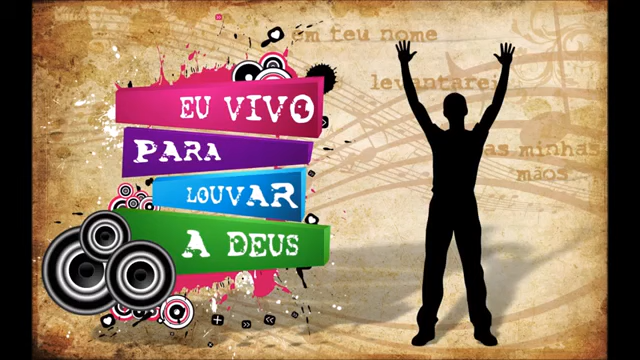 EU VIVO
PARA
LOUVAR
A DEUS
em teu nome
levantarei
as minhas
mãos...